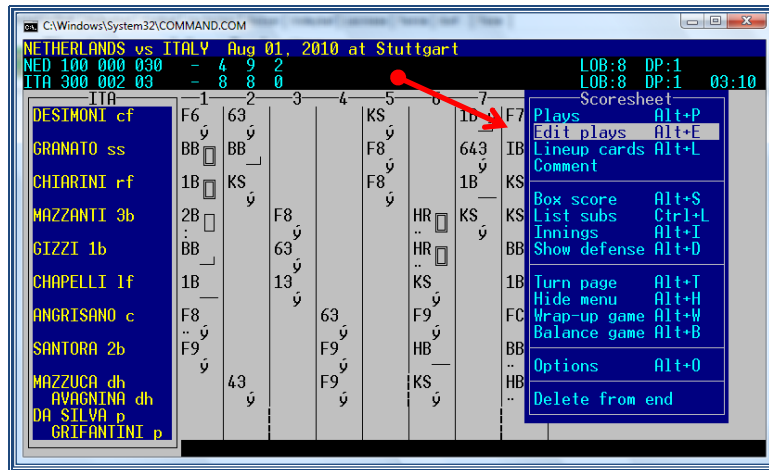 C:\Windows\System32\COMMAND.COM
NETHERLANDS vs ITALY Aug 01, 2010 at Stuttgart
NED 100 000 030 - 4 9 2 LOB:8 DP:1
ITA 300 002 03 - 8 8 0 LOB:8 DP:1 03:10
ITA 1 2 3 4 5 6 7 Scoresheet
DESIMONI cf F6 63 KS 1B F7 Plays Alt+P
ý ý ý Edit plays Alt+E
GRANATO ss BB BB F8 643 IB Lineup cards Alt+L
ý ý Comment
CHIARINI rf 1B KS F8 1B KS
ý ý Box score Alt+S
MAZZANTI 3b 2B F8 HR KS KS List subs Ctrl+L
: ý .. ý Innings Alt+I
GIZZI 1b BB 63 HR BB Show defense Alt+D
ý ..
CHAPELLI lf 1B 13 KS 1B Turn page Alt+T
ý ý Hide menu Alt+H
ANGRISANO c F8 63 F9 FC Wrap-up game Alt+W
.. ý ý ý Balance game Alt+B
SANTORA 2b F9 F9 HB BB
ý ý .. Options Alt+O
MAZZUCA dh 43 F9 KS HB
AVAGNINA dh ý ý ý .. Delete from end
DA SILVA p
GRIFANTINI p